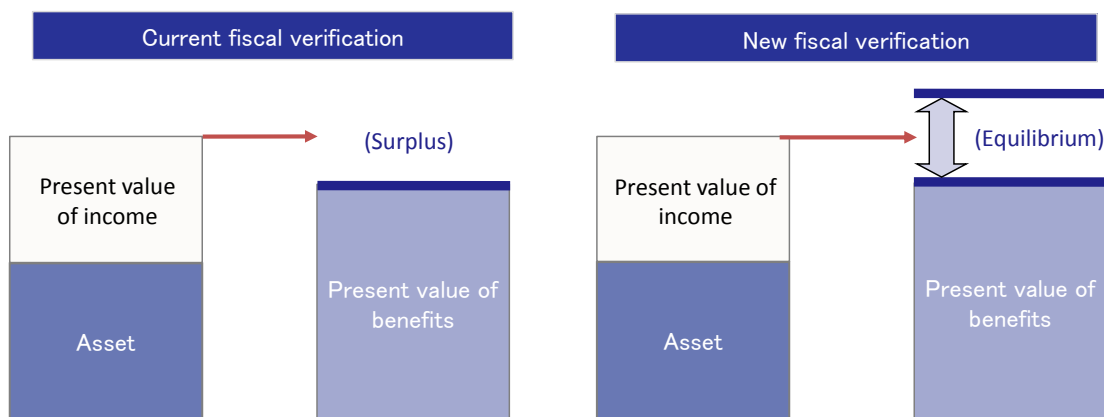 Current fiscal verification
New fiscal verification
(Surplus)
Present value
of income
Present value of
benefits
Asset
(Equilibrium)
Present value of
income
Present value of
benefits
Asset